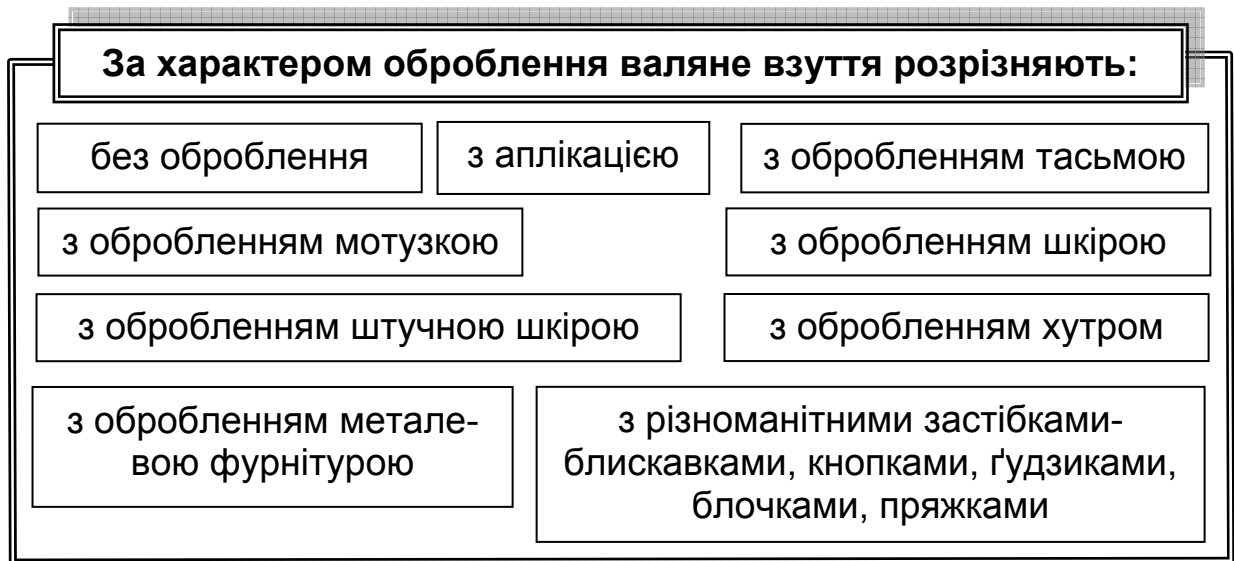 За характером оброблення валяне взуття розрізняють:
без оброблення
з аплікацією
з обробленням тасьмою
з обробленням мотузкою
з обробленням шкірою
з обробленням штучною шкірою
з обробленням хутром
з обробленням метале-
вою фурнітурою
з різноманітними застібками-
блискавками, кнопками, ґудзиками,
блочками, пряжками